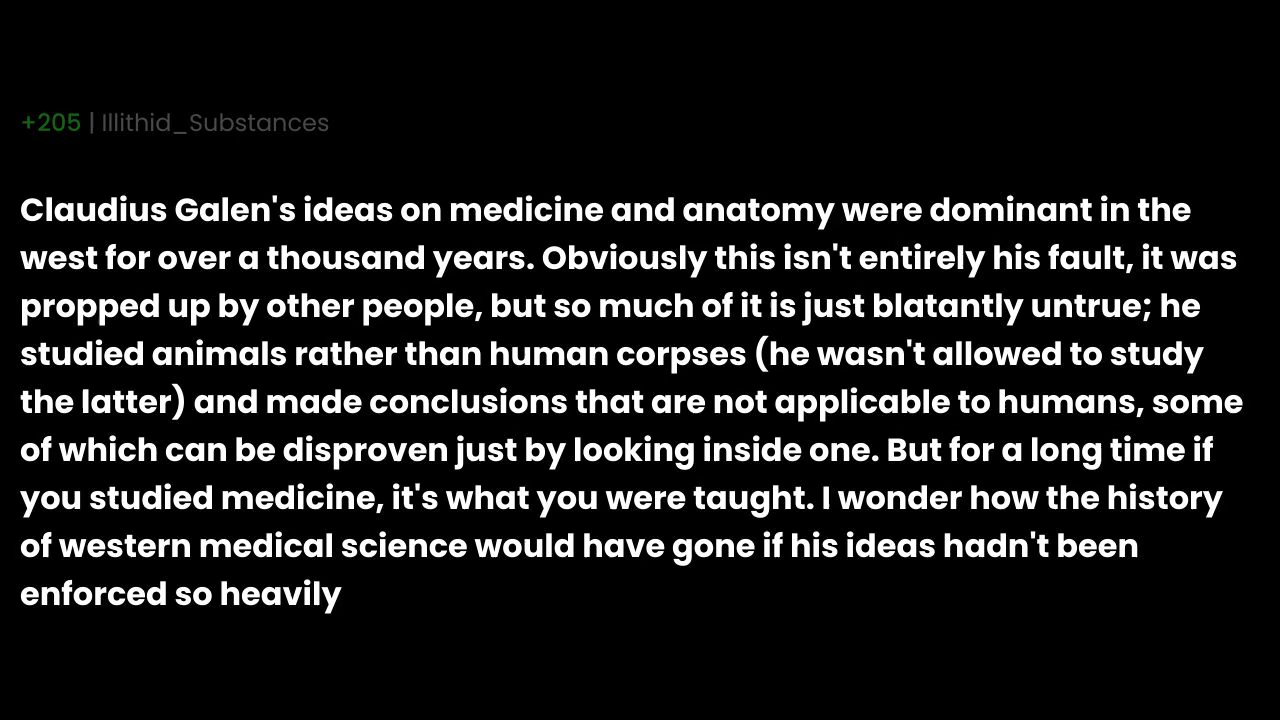 +205 | Illithid_Substances
Claudius Galen's ideas on medicine and anatomy were dominant in the
west for over a thousand years. Obviously this isn't entirely his fault, it was
propped up by other people, but so much of it is just blatantly untrue; he
studied animals rather than human corpses (he wasn't allowed to study
the latter) and made conclusions that are not applicable to humans, some
of which can be disproven just by looking inside one. But for a long time if
you studied medicine, it's what you were taught. I wonder how the history
of western medical science would have gone if his ideas hadn't been
enforced so heavily